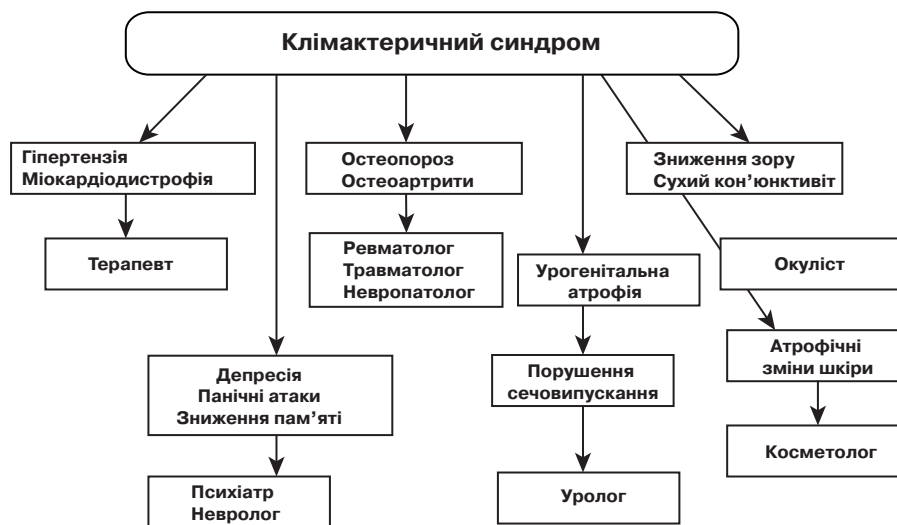 Клімактеричний синдром
Гіпертензія
Міокардіодистрофія
Остеопороз
Остеоартрити
Зниження зору
Сухий кон’юнктивіт
Терапевт
Ревматолог
Травматолог
Невропатолог
Урогенітальна
атрофія
Окуліст
Депресія
Панічні атаки
Зниження пам’яті
Порушення
сечовипускання
Атрофічні
зміни шкіри
Косметолог
Психіатр
Невролог
Уролог